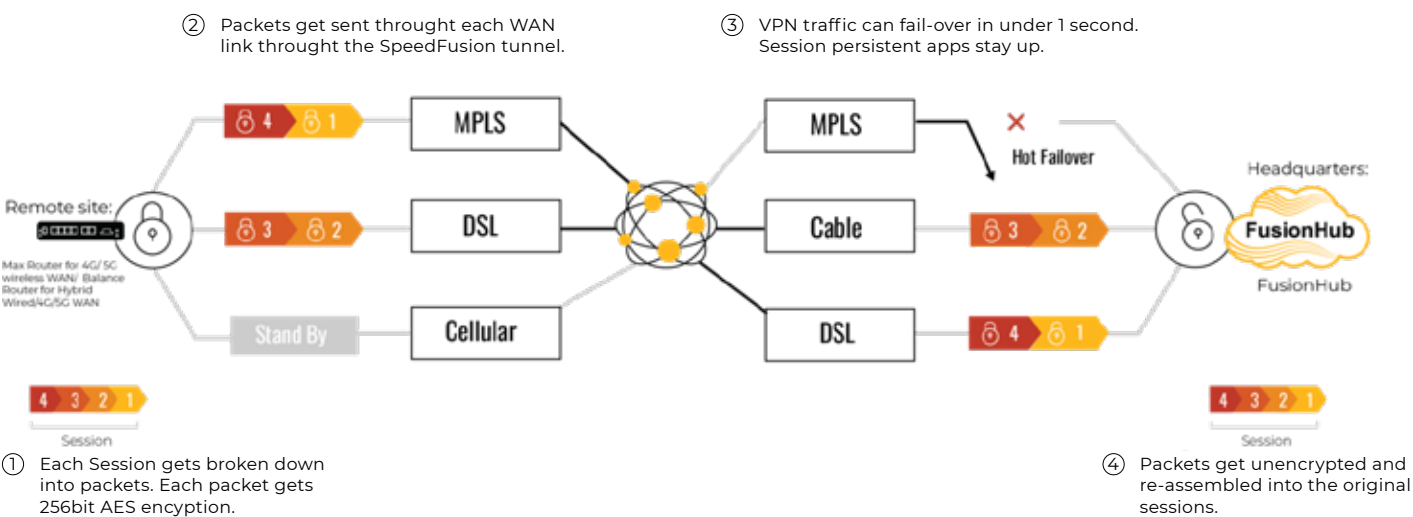 ② Packets get sent throught each WAN
link throught the SpeedFusion tunnel.
③ VPN traffic can fail-over in under 1 second.
Session persistent apps stay up.
4 1
MPLS
MPLS
Hot Failover
Remote site:
3 2
DSL
Cable
3 2
Headquarters:
FusionHub
FusionHub
Max Router for 4G/ 5G
wireless WAN/ Balance
Router for Hybrid
Wired/4G/5G WAN
Stand By
Cellular
DSL
4 1
4 3 2 1
Session
4 3 2 1
Session
① Each Session gets broken down
into packets. Each packet gets
256bit AES encyption.
④ Packets get unencrypted and
re-assembled into the original
sessions.